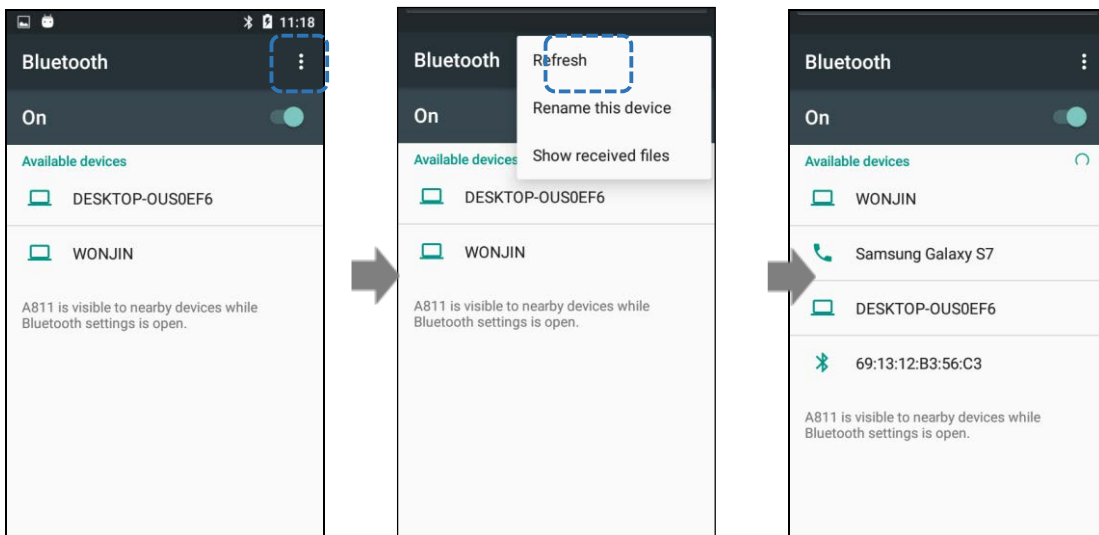 11:18
Bluetooth
On
Available devices
DESKTOP-OUS0EF6
WONJIN
A811 is visible to nearby devices while
Bluetooth settings is open.
Bluetooth
Refresh
Rename this device
Show received files
On
Available devices
DESKTOP-OUS0EF6
WONJIN
A811 is visible to nearby devices while
Bluetooth settings is open.
Bluetooth
On
Available devices
WONJIN
Samsung Galaxy S7
DESKTOP-OUS0EF6
69:13:12:B3:56:C3
A811 is visible to nearby devices while
Bluetooth settings is open.